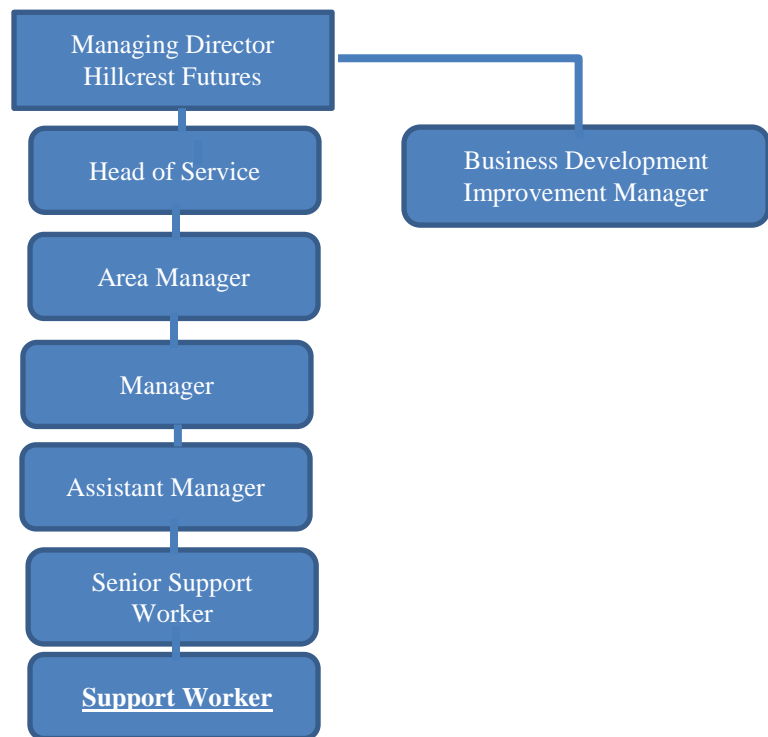 Managing Director
Hillcrest Futures
Head of Service
Business Development
Improvement Manager
Area Manager
Manager
Assistant Manager
Senior Support
Worker
Support Worker